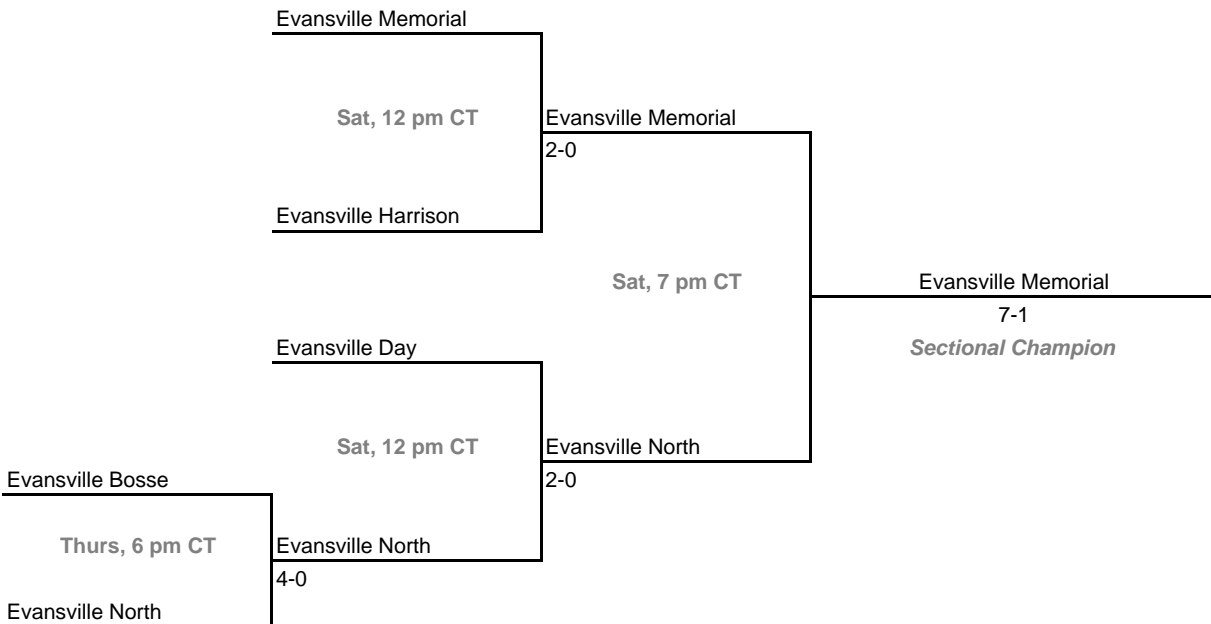 Evansville Memorial
Sat, 12 pm CT
Evansville Memorial
2-0
Evansville Harrison
Sat, 7 pm CT
Evansville Memorial
7-1
Evansville Day
Sectional Champion
Sat, 12 pm CT
Evansville North
Evansville Bosse
2-0
Thurs, 6 pm CT
Evansville North
4-0
Evansville North